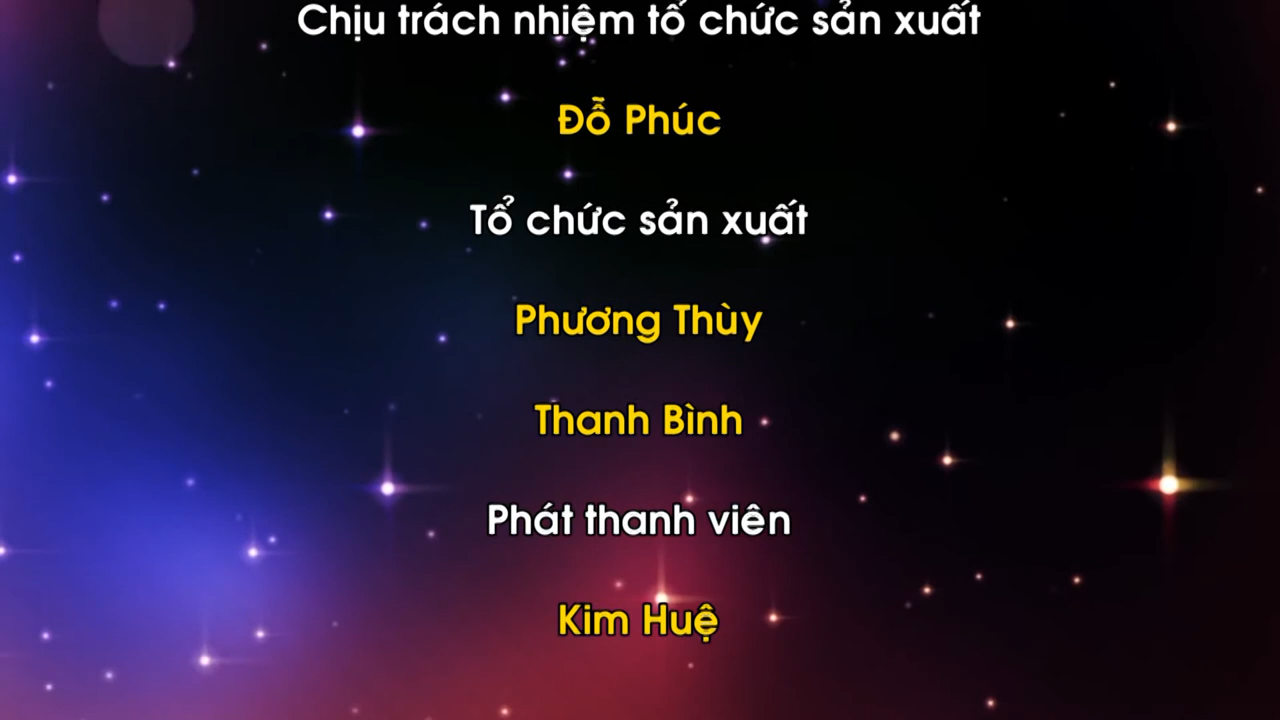 Chịu trách nhiệm tổ chức sản xuất
Đỗ Phúc
Tổ chức sản xuất
Phương Thùy
Thanh Bình
Phát thanh viên
Kim Huệ